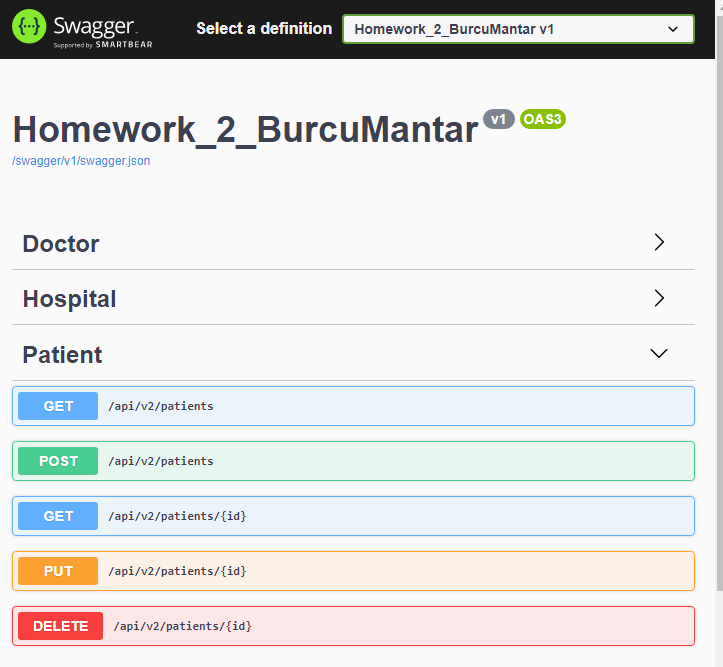 Swagger
Supported by SMARTBEAR
Select a definition
Homework_2_BurcuMantar v1
Homework_2_BurcuMantar v1 OAS3
/swagger/v1/swagger.json
Doctor
Hospital
Patient
GET /api/v2/patients
POST /api/v2/patients
GET /api/v2/patients/{id}
PUT /api/v2/patients/{id}
DELETE /api/v2/patients/{id}